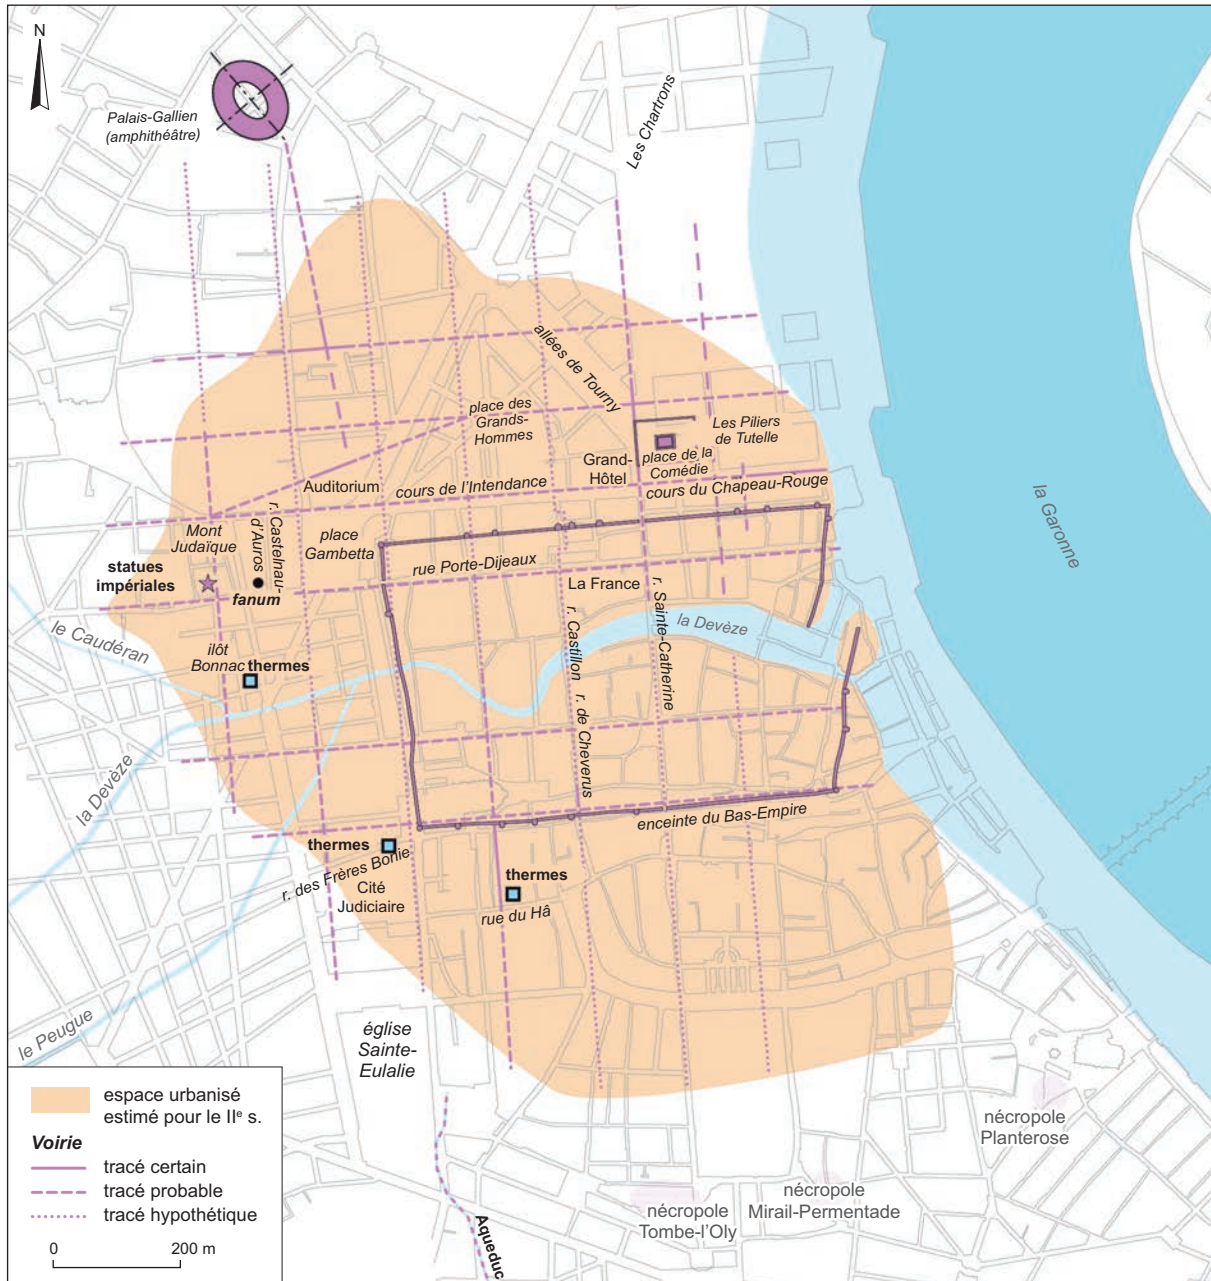 N
Palais-Gallien
(amphithéâtre)
Les Chartrons
allées de Tourny
place des
Grands-
Hommes
Les Piliers
de Tutelle
Grand-
Hôtel
place de la
Comédie
Auditorium
cours de l'Intendance
cours du Chapeau-Rouge
la Garonne
Mont
Judaïque
r. Castelnau-
d'Auros
place
Gambetta
rue Porte-Dijeaux
statues
impériales
fanum
La France
r. Castillon
r. Sainte-Catherine
la Devèze
le Caudéran
ilôt
Bonnac
thermes
r. de Cheverus
la Devèze
enceinte du Bas-Empire
thermes
r. des Frères Bonie
Cité
Judiciaire
thermes
rue du Hâ
le Peugue
église
Sainte-
Eulalie
nécropole
Planterose
nécropole
Mirail-Permentade
nécropole
Tombe-l'Oly
Aqueduc
espace urbanisé
estimé pour le IIe s.
Voirie
tracé certain
tracé probable
tracé hypothétique
0 200 m